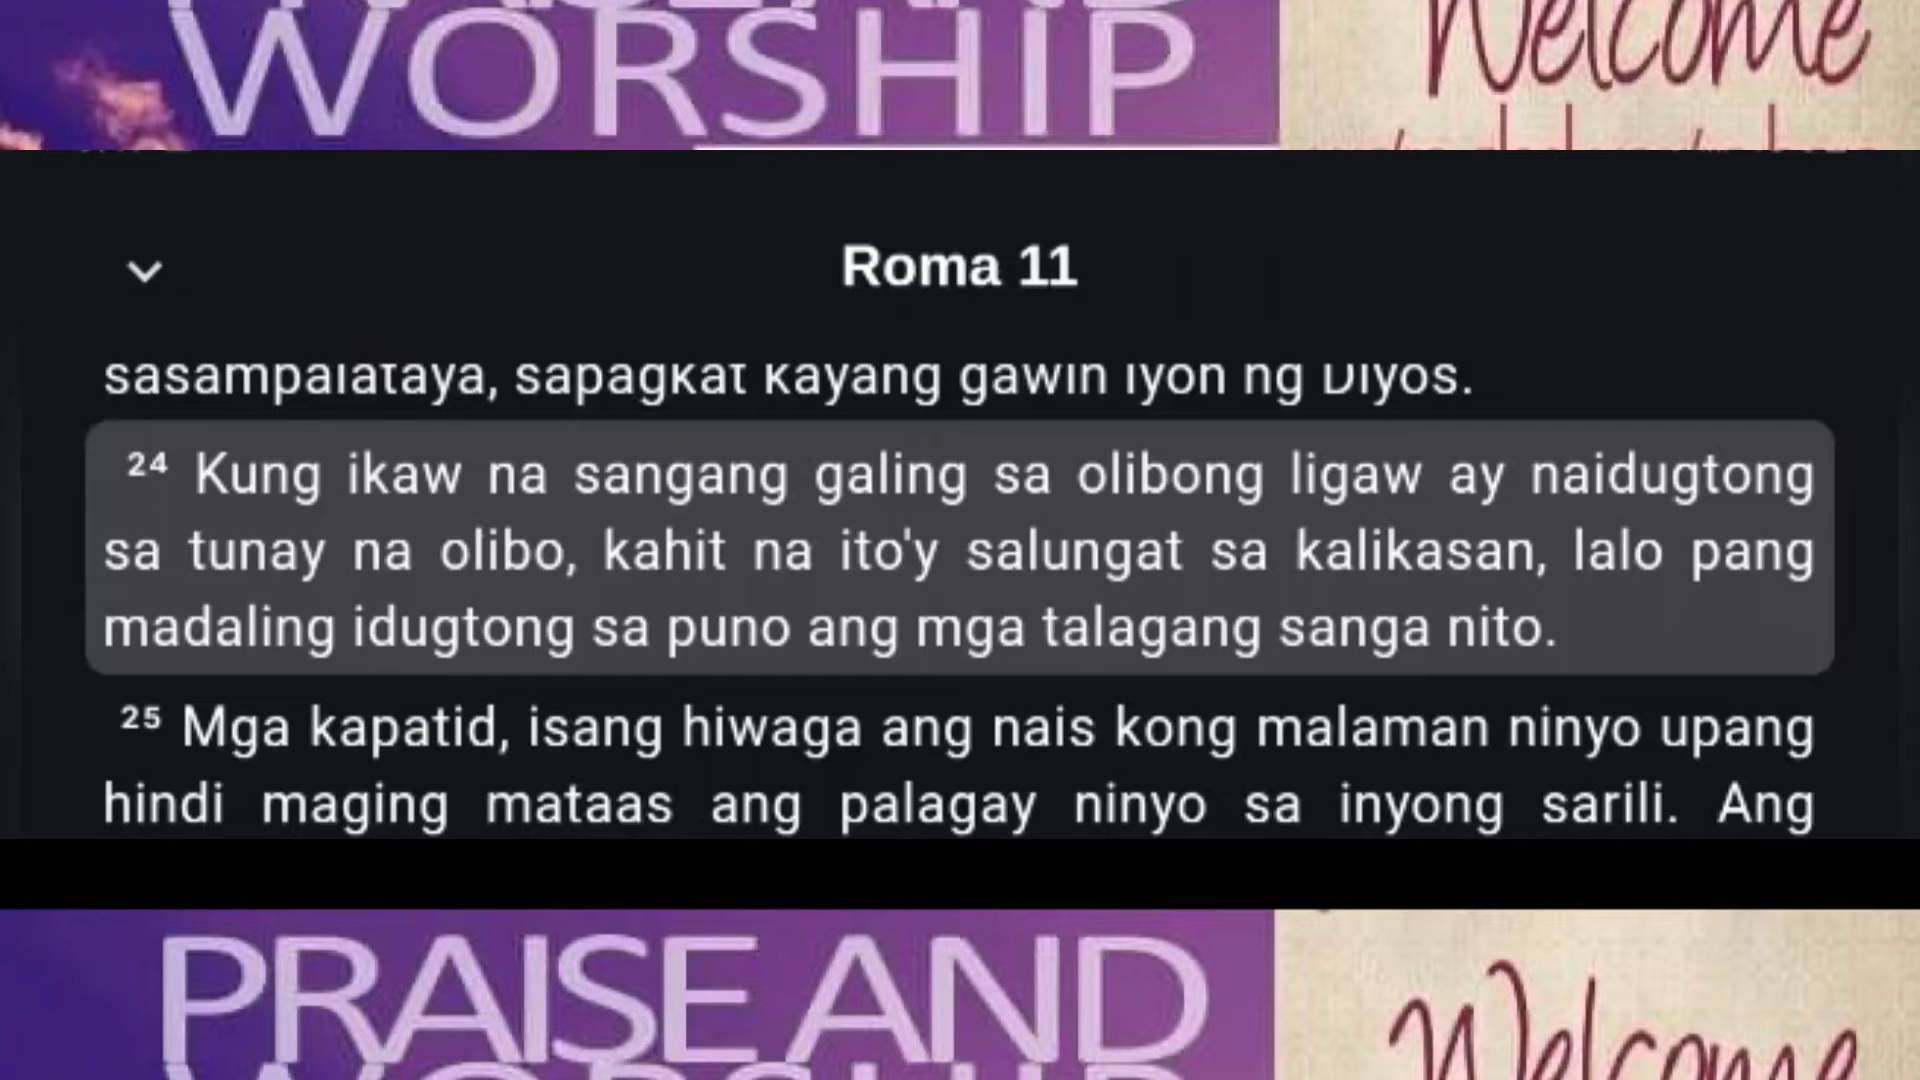 WORSHIP
Welcome
Roma 11
sasampalataya, sapagkat kayang gawin iyon ng Diyos.
24 Kung ikaw na sangang galing sa olibong ligaw ay naidugtong
sa tunay na olibo, kahit na ito'y salungat sa kalikasan, lalo pang
madaling idugtong sa puno ang mga talagang sanga nito.
25 Mga kapatid, isang hiwaga ang nais kong malaman ninyo upang
hindi maging mataas ang palagay ninyo sa inyong sarili. Ang
PRAISE AND
WORSHIP
Welcome